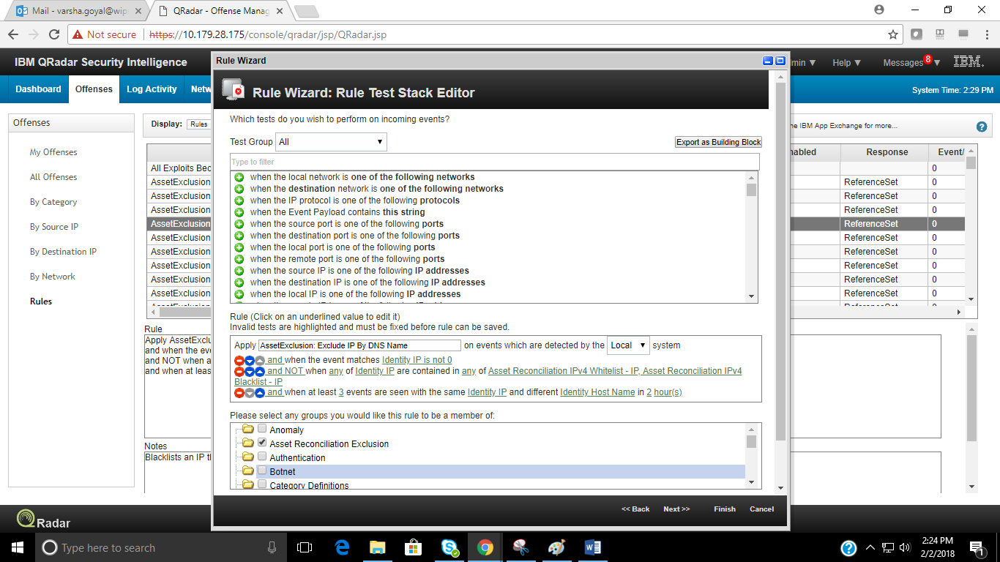 Mail - varsha.goyal@wip
QRadar - Offense Manag
Not secure
https://10.179.28.175/console/qradar/jsp/QRadar.jsp
IBM QRadar Security Intelligence
Help
Messages
8
IBM
Dashboard
Offenses
Log Activity
System Time: 2:29 PM
Offenses
My Offenses
All Offenses
By Category
By Source IP
By Destination IP
By Network
Rules
Display:
Rules
IBM App Exchange for more...
Response
Event/
All Exploits Bec
0
AssetExclusion
ReferenceSet
0
AssetExclusion
ReferenceSet
0
AssetExclusion
ReferenceSet
0
AssetExclusion
ReferenceSet
0
AssetExclusion
ReferenceSet
0
AssetExclusion
ReferenceSet
0
AssetExclusion
ReferenceSet
0
AssetExclusion
ReferenceSet
0
AssetExclusion
ReferenceSet
0
Rule
Apply AssetExclu
and when the eve
and NOT when a
and when at leas
Notes
Blacklists an IP th
Rule Wizard
Rule Wizard: Rule Test Stack Editor
Which tests do you wish to perform on incoming events?
Test Group All
Export as Building Block
Type to filter
when the local network is one of the following networks
when the destination network is one of the following networks
when the IP protocol is one of the following protocols
when the Event Payload contains this string
when the source port is one of the following ports
when the destination port is one of the following ports
when the local port is one of the following ports
when the remote port is one of the following ports
when the source IP is one of the following IP addresses
when the destination IP is one of the following IP addresses
when the local IP is one of the following IP addresses
Rule (Click on an underlined value to edit it)
Invalid tests are highlighted and must be fixed before rule can be saved.
Apply AssetExclusion: Exclude IP By DNS Name on events which are detected by the Local system
and when the event matches Identity IP is not 0
and NOT when any of Identity IP are contained in any of Asset Reconciliation IPv4 Whitelist - IP, Asset Reconciliation IPv4
Blacklist - IP
and when at least 3 events are seen with the same Identity IP and different Identity Host Name in 2 hour(s)
Please select any groups you would like this rule to be a member of:
Anomaly
Asset Reconciliation Exclusion
Authentication
Botnet
Category Definitions
<< Back
Next >>
Finish
Cancel
QRadar
Type here to search
2:24 PM
2/2/2018
1